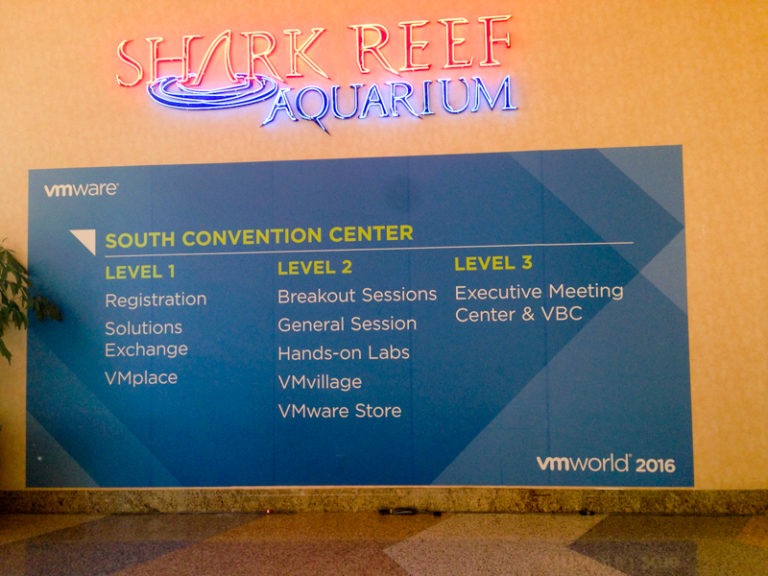 SHARK REEF
AQUARIUM
vmware®
SOUTH CONVENTION CENTER
LEVEL 1
Registration
Solutions
Exchange
VMplace
LEVEL 2
Breakout Sessions
General Session
Hands-on Labs
VMvillage
VMware Store
LEVEL 3
Executive Meeting
Center & VBC
vmworld® 2016